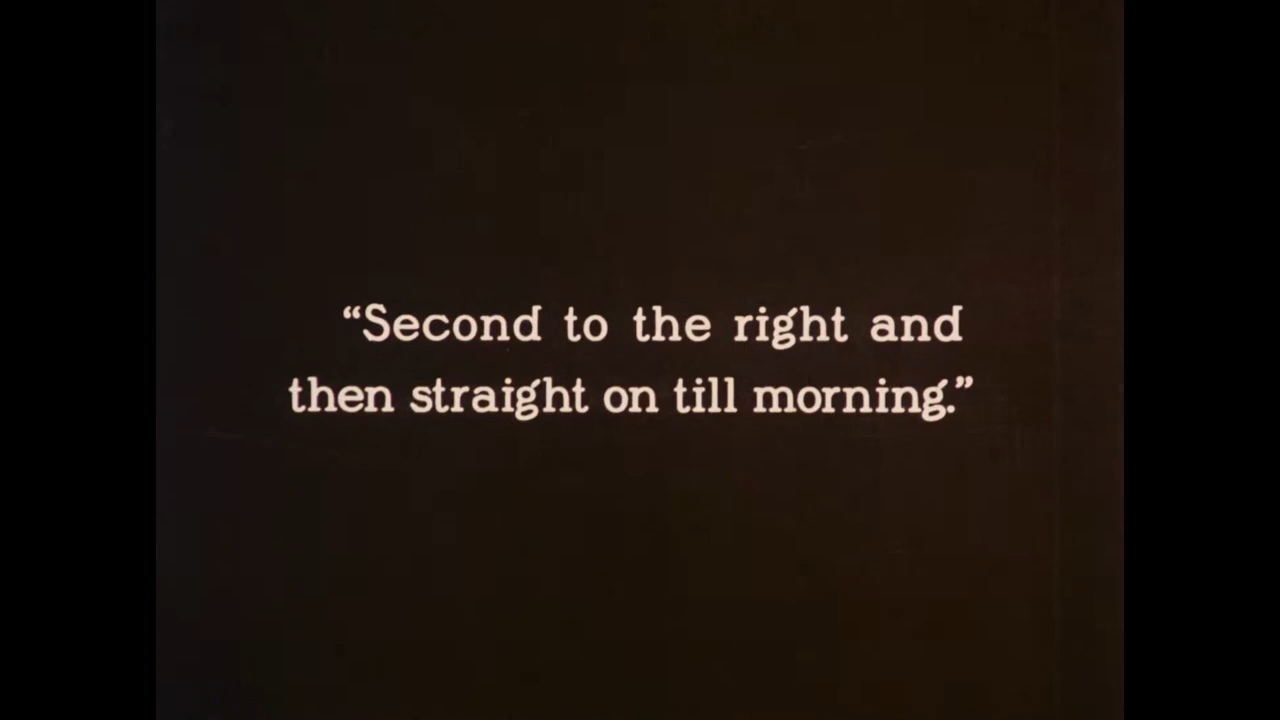 “Second to the right and
then straight on till morning.”